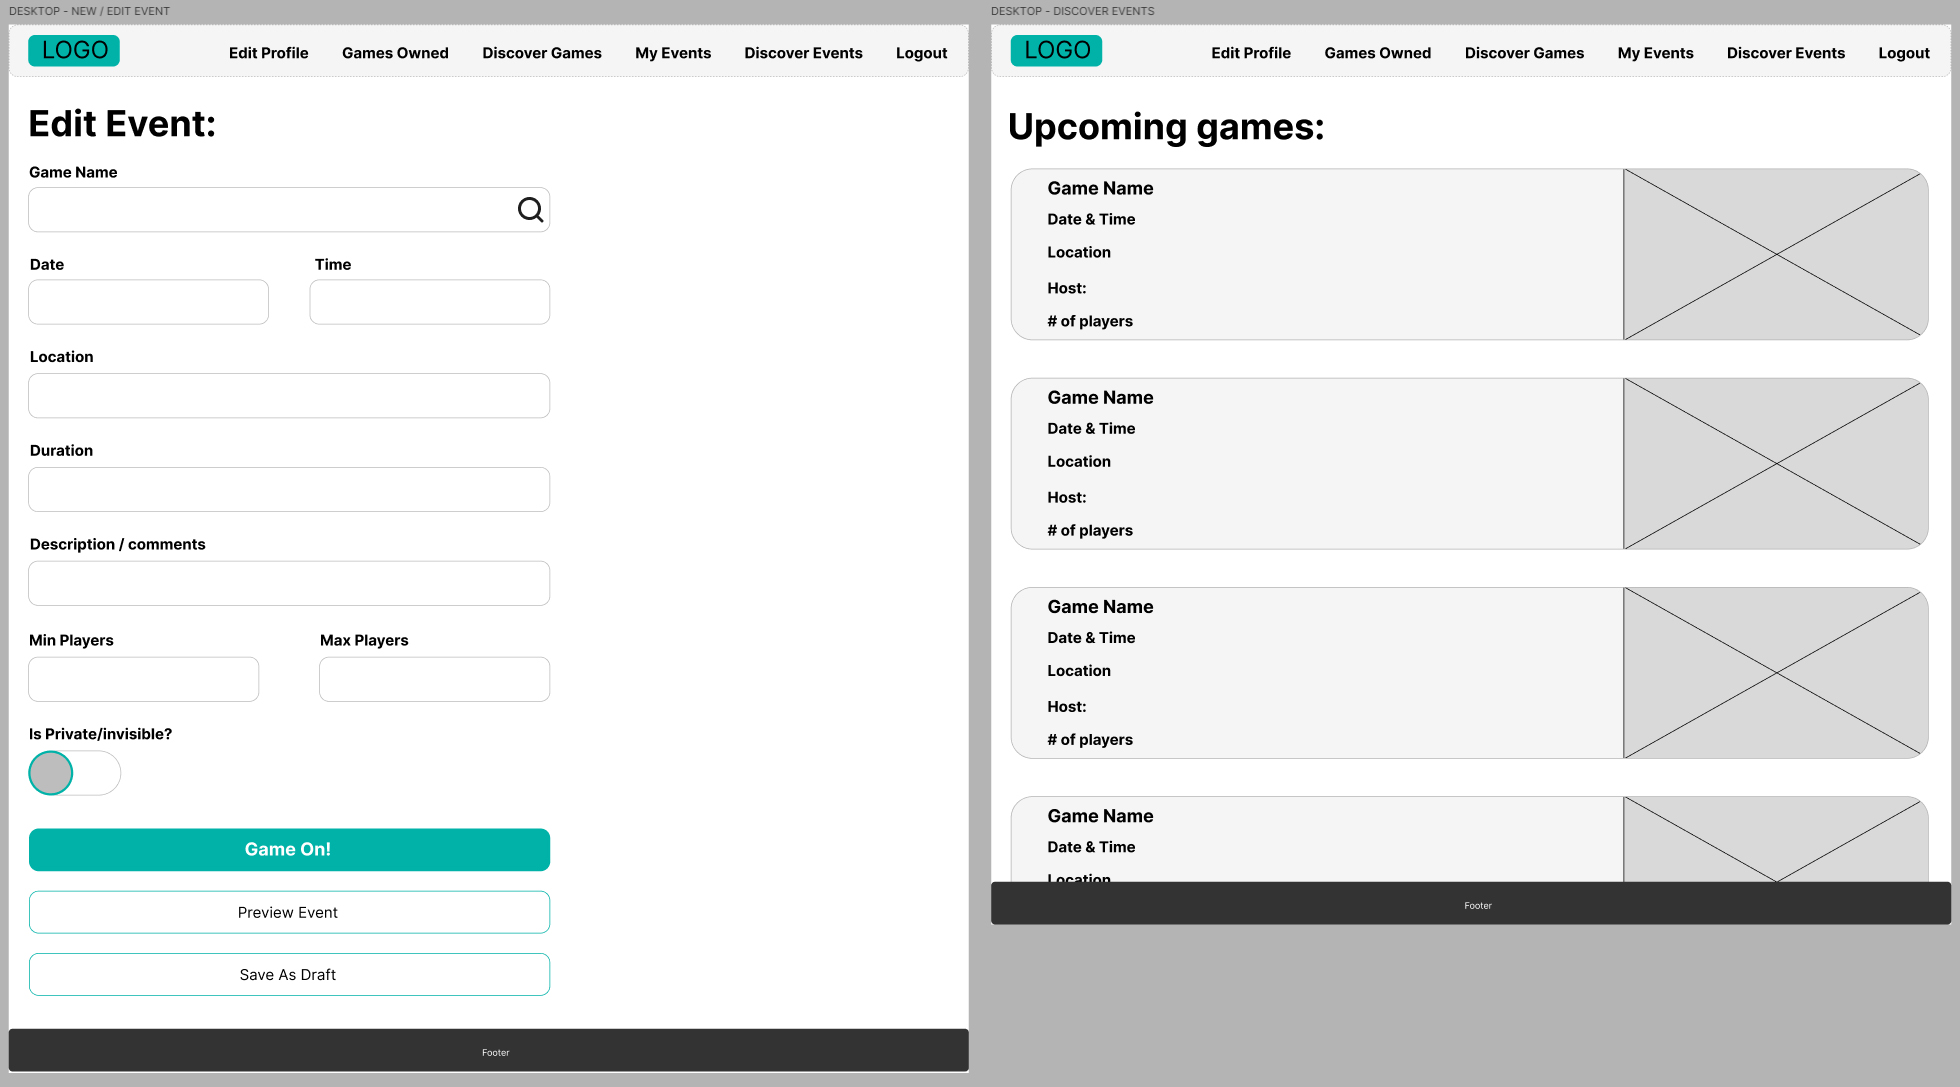 DESKTOP - NEW / EDIT EVENT
LOGO Edit Profile Games Owned Discover Games My Events Discover Events Logout
Edit Event:
Game Name
Date Time
Location
Duration
Description / comments
Min Players Max Players
Is Private/invisible?
Game On!
Preview Event
Save As Draft
Footer
DESKTOP - DISCOVER EVENTS
LOGO Edit Profile Games Owned Discover Games My Events Discover Events Logout
Upcoming games:
Game Name
Date & Time
Location
Host:
# of players
Game Name
Date & Time
Location
Host:
# of players
Game Name
Date & Time
Location
Host:
# of players
Game Name
Date & Time
Location
Footer